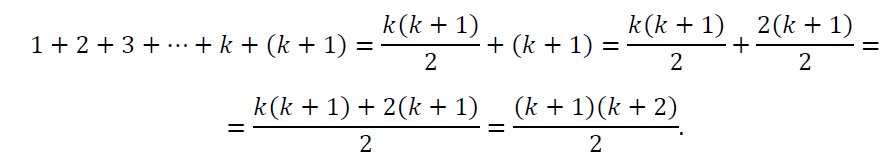 1 + 2 + 3 + ⋯ + k + (k + 1) = k(k + 1)/2 + (k + 1) = k(k + 1)/2 + 2(k + 1)/2 =
= (k(k + 1) + 2(k + 1))/2 = (k + 1)(k + 2)/2.